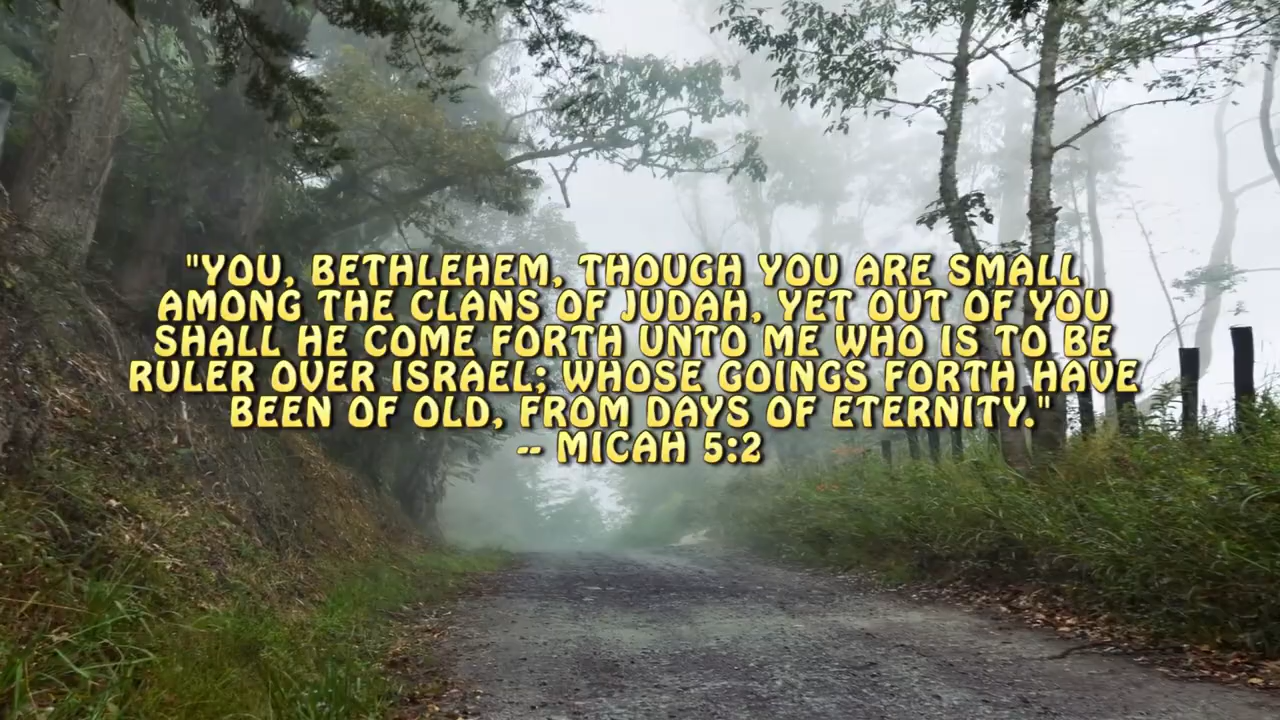 "YOU, BETHLEHEM, THOUGH YOU ARE SMALL
AMONG THE CLANS OF JUDAH, YET OUT OF YOU
SHALL HE COME FORTH UNTO ME WHO IS TO BE
RULER OVER ISRAEL; WHOSE GOINGS FORTH HAVE
BEEN OF OLD, FROM DAYS OF ETERNITY."
-- MICAH 5:2